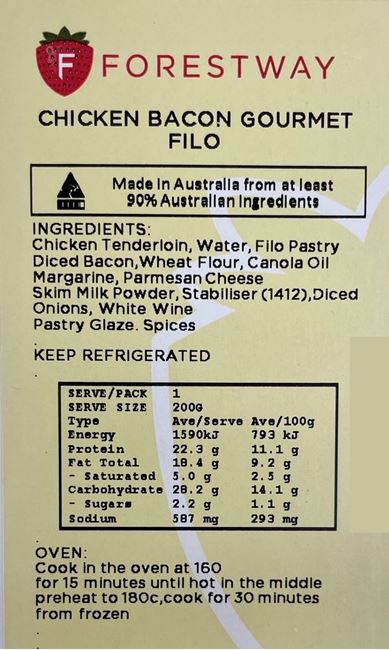 F FORESTWAY
CHICKEN BACON GOURMET
FILO
Made in Australia from at least
90% Australian Ingredients
INGREDIENTS:
Chicken Tenderloin, Water, Filo Pastry
Diced Bacon,Wheat Flour, Canola Oil
Margarine, Parmesan Cheese
Skim Milk Powder, Stabiliser (1412),Diced
Onions, White Wine
Pastry Glaze. Spices
.
KEEP REFRIGERATED
.
SERVE/PACK 1
SERVE SIZE 200G
Type Ave/Serve Ave/100g
Energy 1590kJ 793 kJ
Protein 22.3 g 11.1 g
Fat Total 18.4 g 9.2 g
- Saturated 5.0 g 2.5 g
Carbohydrate 28.2 g 14.1 g
- Sugars 2.2 g 1.1 g
Sodium 587 mg 293 mg
.
OVEN:
Cook in the oven at 160
for 15 minutes until hot in the middle
preheat to 180c,cook for 30 minutes
from frozen
.
.